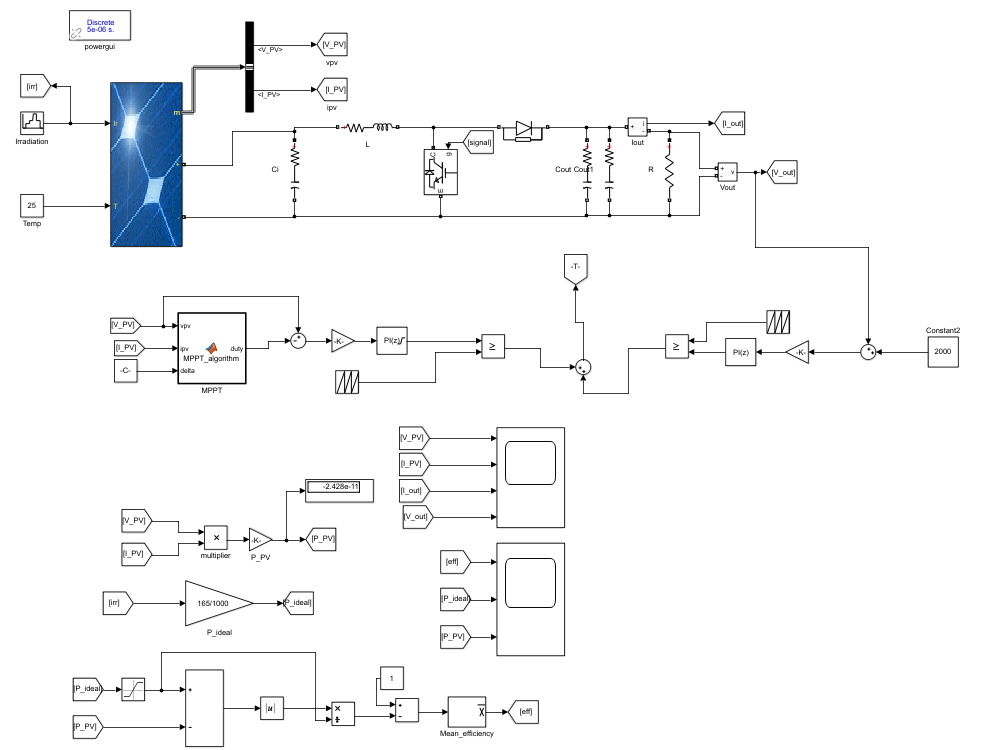 Discrete
5e-06 s.
powergui
<V_PV>
[V_PV]
vpv
<I_PV>
[I_PV]
ipv
[irr]
Irradiation
Ir
m
+
-
T
25
Temp
Ci
L
[signal]
g
C
E
Cout
Cout1
i
+
-
Iout
[I_out]
R
+
-
v
Vout
[V_out]
-T-
[V_PV]
[I_PV]
-C-
vpv
ipv
delta
MPPT_algorithm
duty
MPPT
-K-
PI(z)
≥
≥
PI(z)
-K-
Constant2
2000
[V_PV]
[I_PV]
[I_out]
[V_out]
-2.428e-11
[V_PV]
[I_PV]
×
multiplier
-K-
P_PV
[P_PV]
[irr]
165/1000
P_ideal
[P_ideal]
[eff]
[P_ideal]
[P_PV]
[P_ideal]
[P_PV]
+
-
|u|
×
÷
1
+
-
X
Mean_efficiency
[eff]